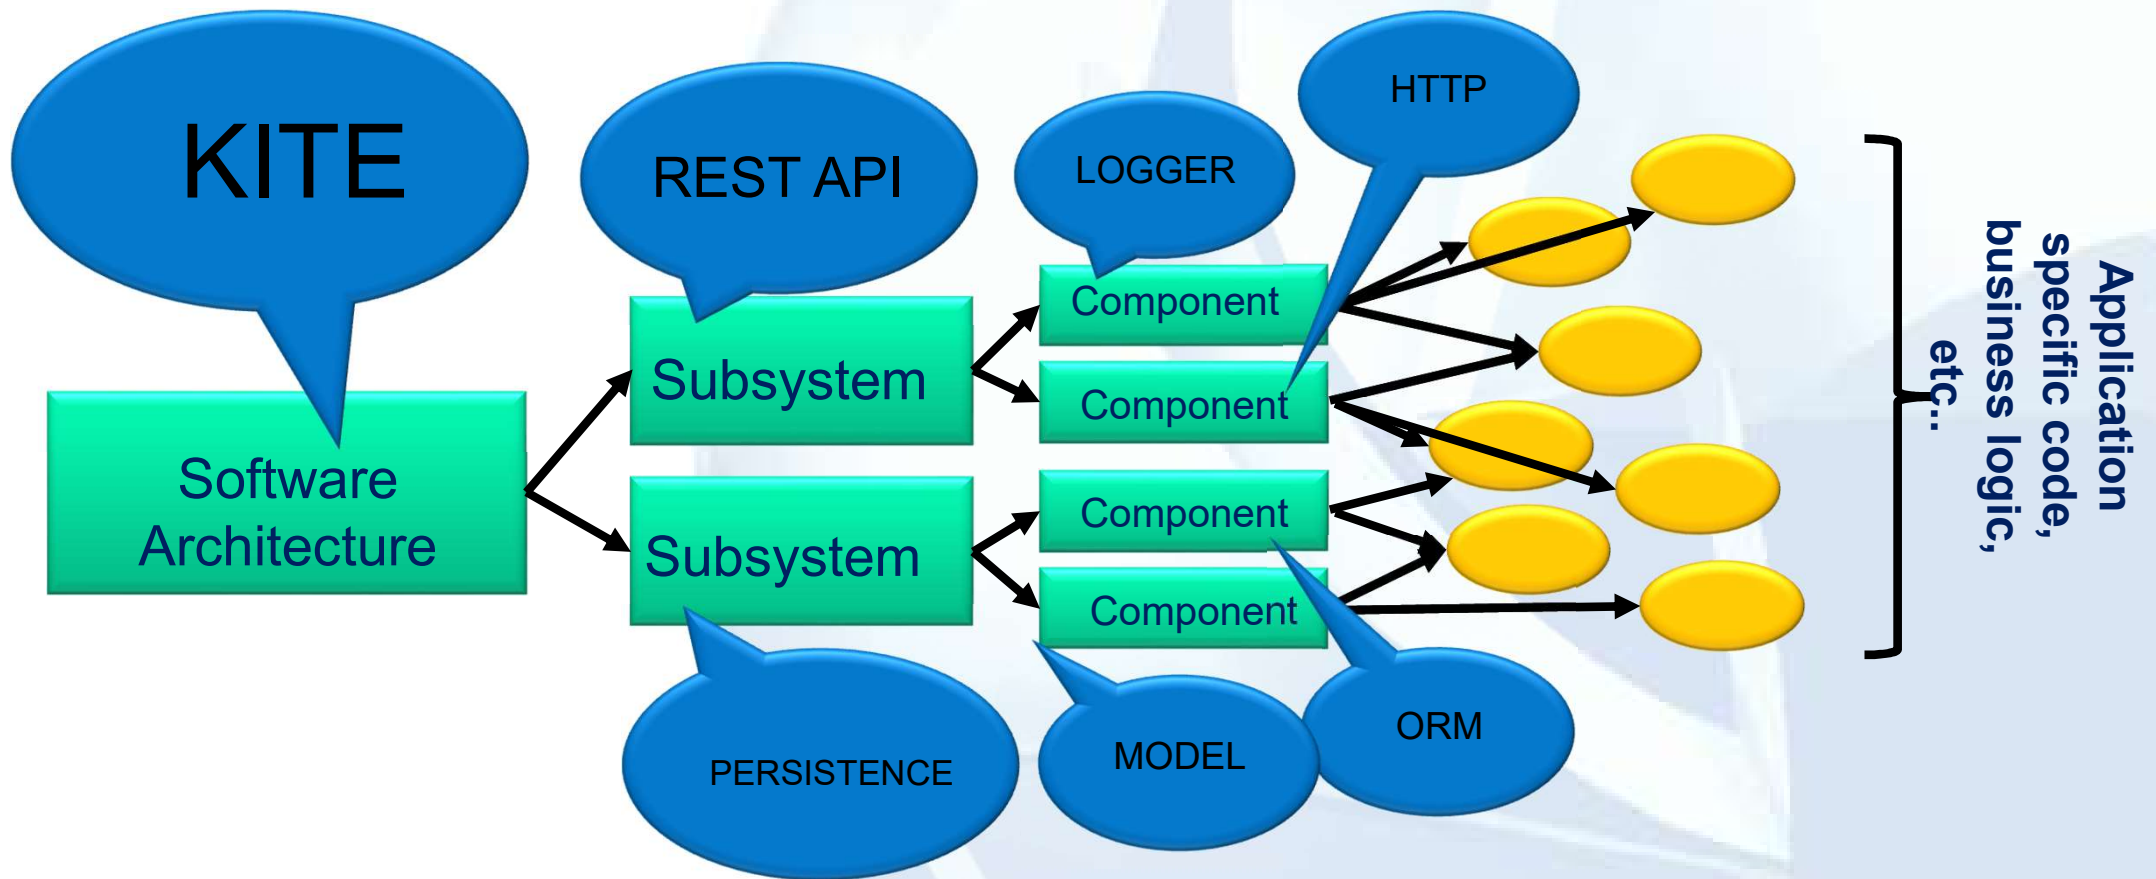 KITE
REST API
LOGGER
HTTP
Software
Architecture
Subsystem
Subsystem
Component
Component
Component
Component
PERSISTENCE
MODEL
ORM
Application
specific code,
business logic,
etc..